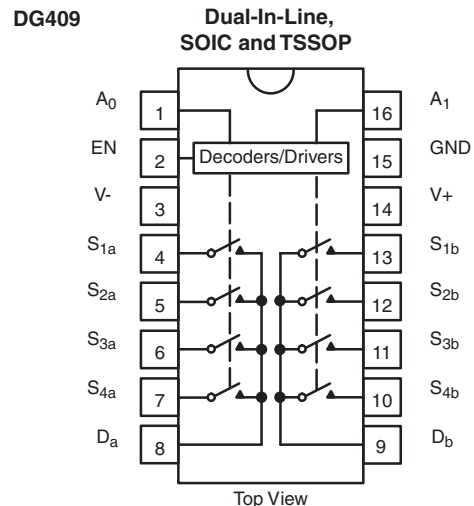 DG409
Dual-In-Line,
SOIC and TSSOP
A0 1 16 A1
EN 2 Decoders/Drivers 15 GND
V- 3 14 V+
S1a 4 13 S1b
S2a 5 12 S2b
S3a 6 11 S3b
S4a 7 10 S4b
Da 8 9 Db
Top View